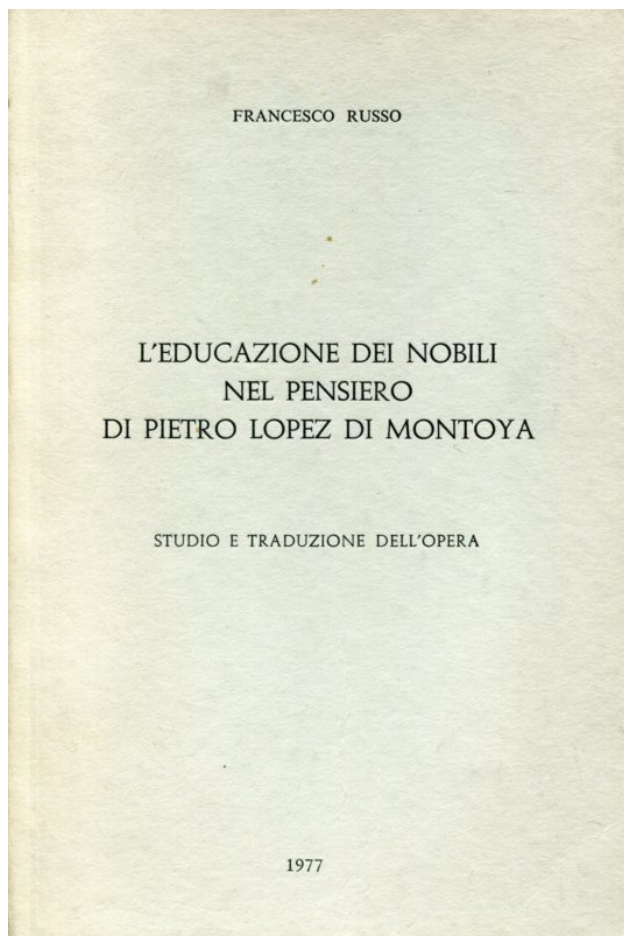 FRANCESCO RUSSO
L'EDUCAZIONE DEI NOBILI
NEL PENSIERO
DI PIETRO LOPEZ DI MONTOYA
STUDIO E TRADUZIONE DELL'OPERA
1977